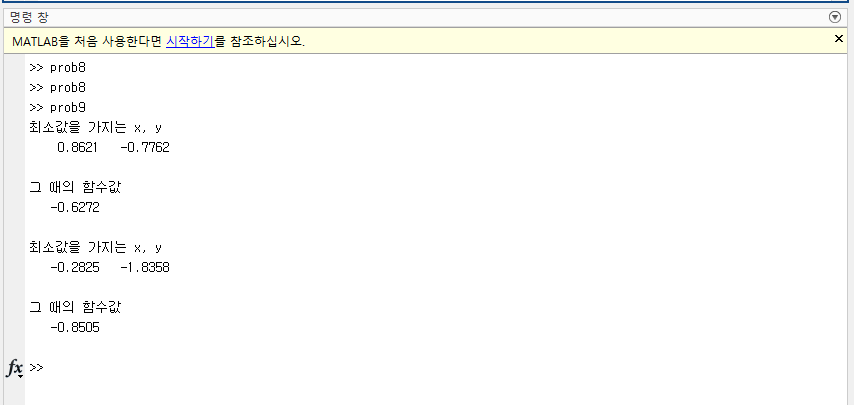 명령 창
MATLAB을 처음 사용한다면 시작하기를 참조하십시오.
>> prob8
>> prob8
>> prob9
최소값을 가지는 x, y
0.8621 -0.7762
그 때의 함수값
-0.6272
최소값을 가지는 x, y
-0.2825 -1.8358
그 때의 함수값
-0.8505
fx >>